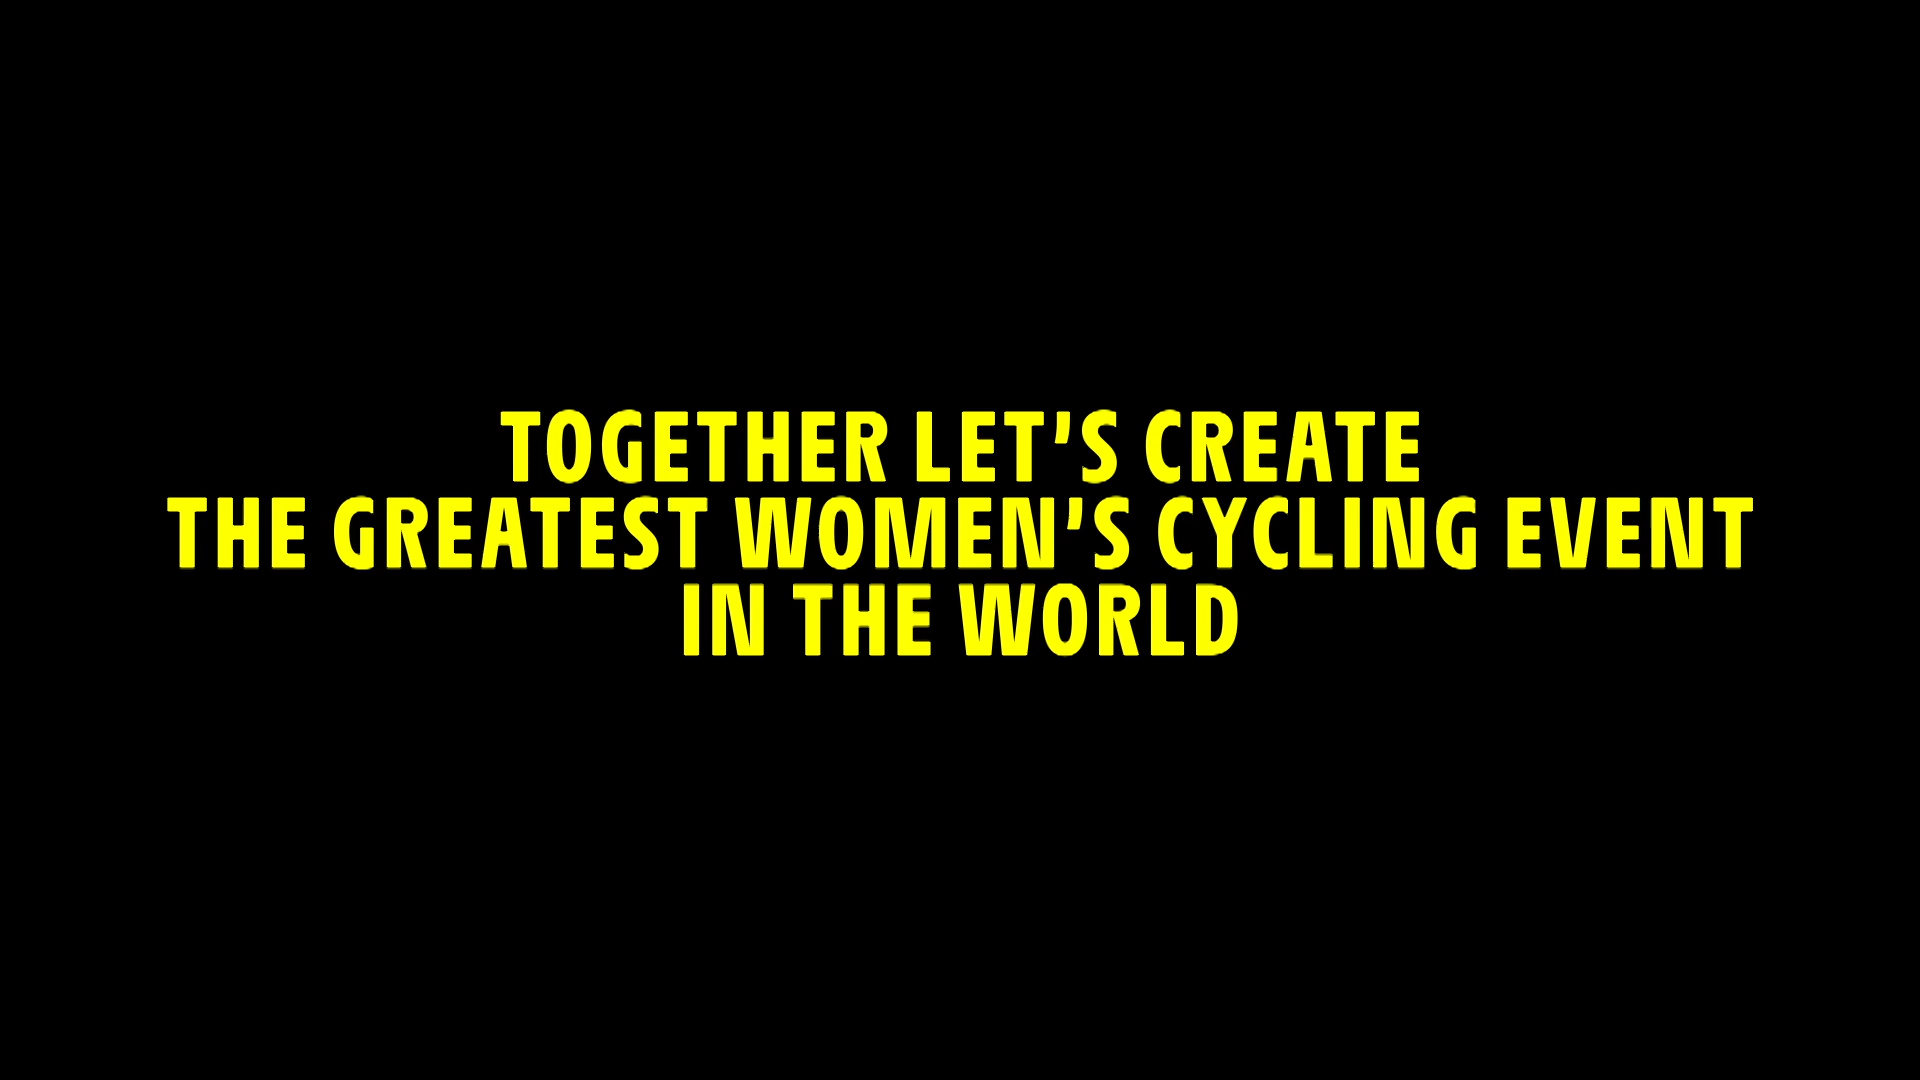 TOGETHER LET’S CREATE
THE GREATEST WOMEN’S CYCLING EVENT
IN THE WORLD